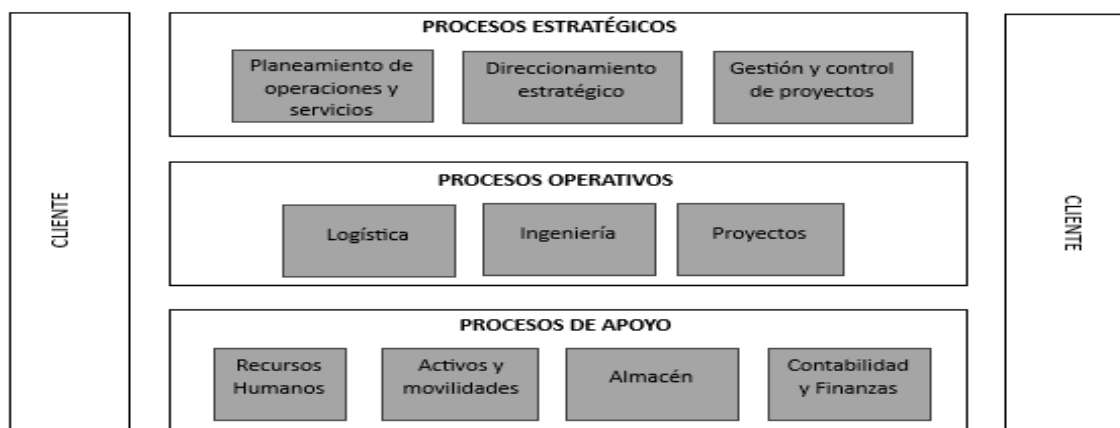 CLIENTE
PROCESOS ESTRATÉGICOS
Planeamiento de
operaciones y
servicios
Direccionamiento
estratégico
Gestión y control
de proyectos
PROCESOS OPERATIVOS
Logística
Ingeniería
Proyectos
PROCESOS DE APOYO
Recursos
Humanos
Activos y
movilidades
Almacén
Contabilidad
y Finanzas
CLIENTE